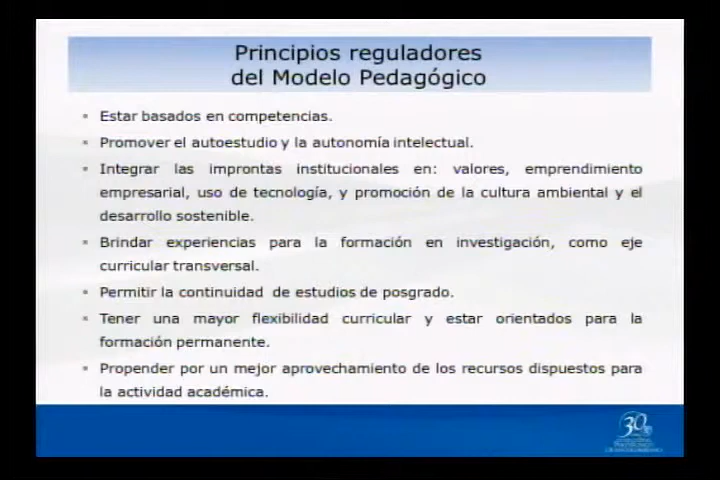 Principios reguladores
del Modelo Pedagógico
Estar basados en competencias.
Promover el autoestudio y la autonomía intelectual.
Integrar las improntas institucionales en: valores, emprendimiento
empresarial, uso de tecnología, y promoción de la cultura ambiental y el
desarrollo sostenible.
Brindar experiencias para la formación en investigación, como eje
curricular transversal.
Permitir la continuidad de estudios de posgrado.
Tener una mayor flexibilidad curricular y estar orientados para la
formación permanente.
Propender por un mejor aprovechamiento de los recursos dispuestos para
la actividad académica.
30